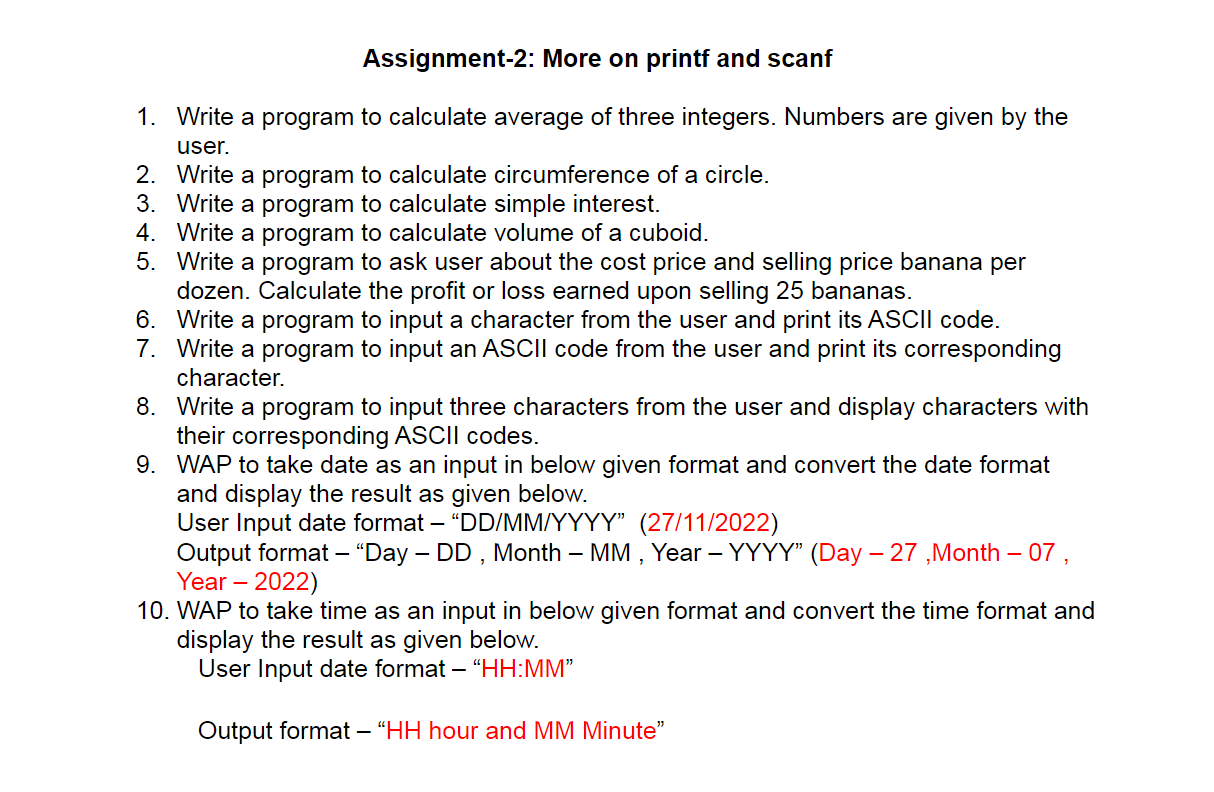 Assignment-2: More on printf and scanf
1. Write a program to calculate average of three integers. Numbers are given by the
user.
2. Write a program to calculate circumference of a circle.
3. Write a program to calculate simple interest.
4. Write a program to calculate volume of a cuboid.
5. Write a program to ask user about the cost price and selling price banana per
dozen. Calculate the profit or loss earned upon selling 25 bananas.
6. Write a program to input a character from the user and print its ASCII code.
7. Write a program to input an ASCII code from the user and print its corresponding
character.
8. Write a program to input three characters from the user and display characters with
their corresponding ASCII codes.
9. WAP to take date as an input in below given format and convert the date format
and display the result as given below.
User Input date format – “DD/MM/YYYY” (27/11/2022)
Output format – “Day – DD , Month – MM , Year – YYYY” (Day – 27 ,Month – 07 ,
Year – 2022)
10. WAP to take time as an input in below given format and convert the time format and
display the result as given below.
User Input date format – “HH:MM”
Output format – “HH hour and MM Minute”